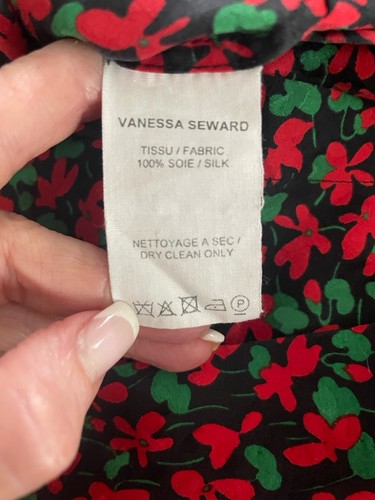 VANESSA SEWARD
TISSU / FABRIC
100% SOIE / SILK
NETTOYAGE A SEC /
DRY CLEAN ONLY
P